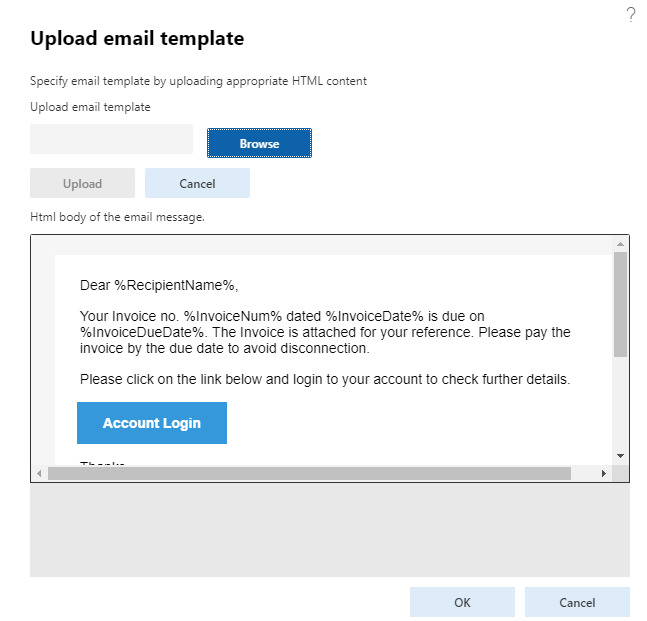 ?
Upload email template
Specify email template by uploading appropriate HTML content
Upload email template
Browse
Upload
Cancel
Html body of the email message.
Dear %RecipientName%,
Your Invoice no. %InvoiceNum% dated %InvoiceDate% is due on
%InvoiceDueDate%. The Invoice is attached for your reference. Please pay the
invoice by the due date to avoid disconnection.
Please click on the link below and login to your account to check further details.
Account Login
OK
Cancel